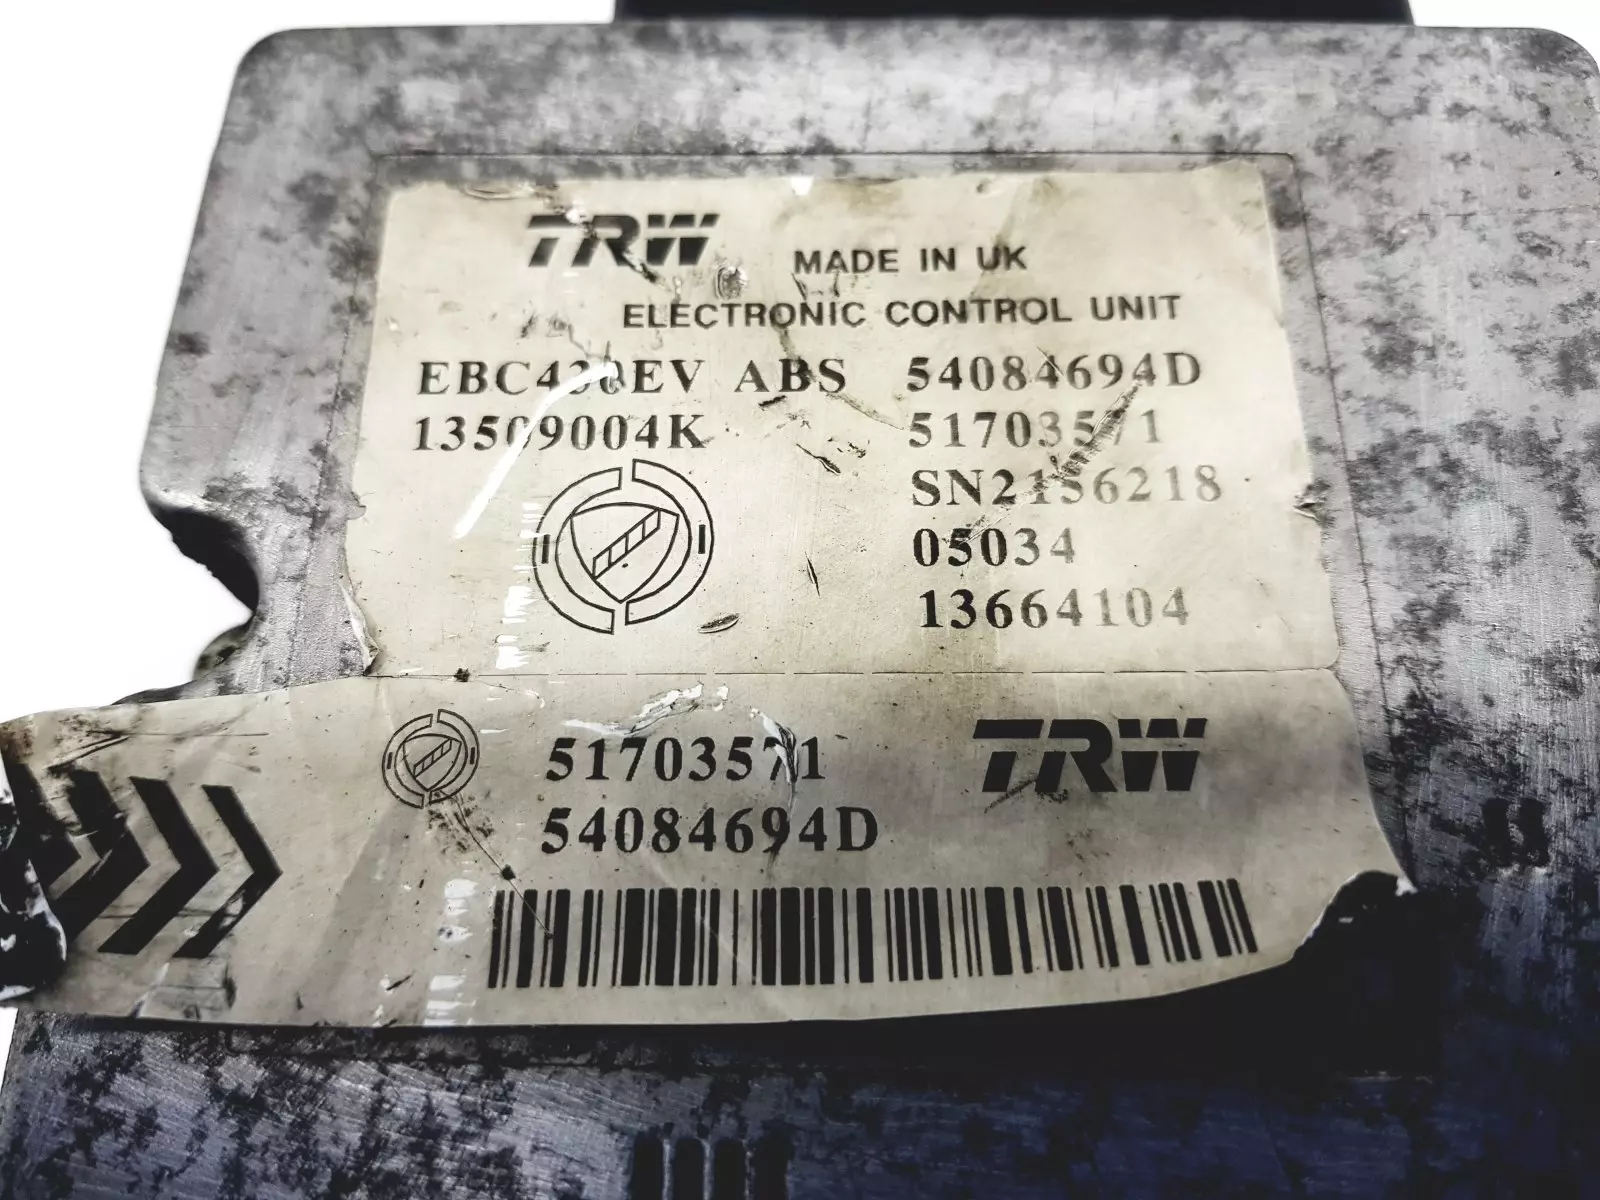 TRW MADE IN UK
ELECTRONIC CONTROL UNIT
EBC430EV ABS 54084694D
13509004K 51703571
SN2156218
05034
13664104
51703571 TRW
54084694D